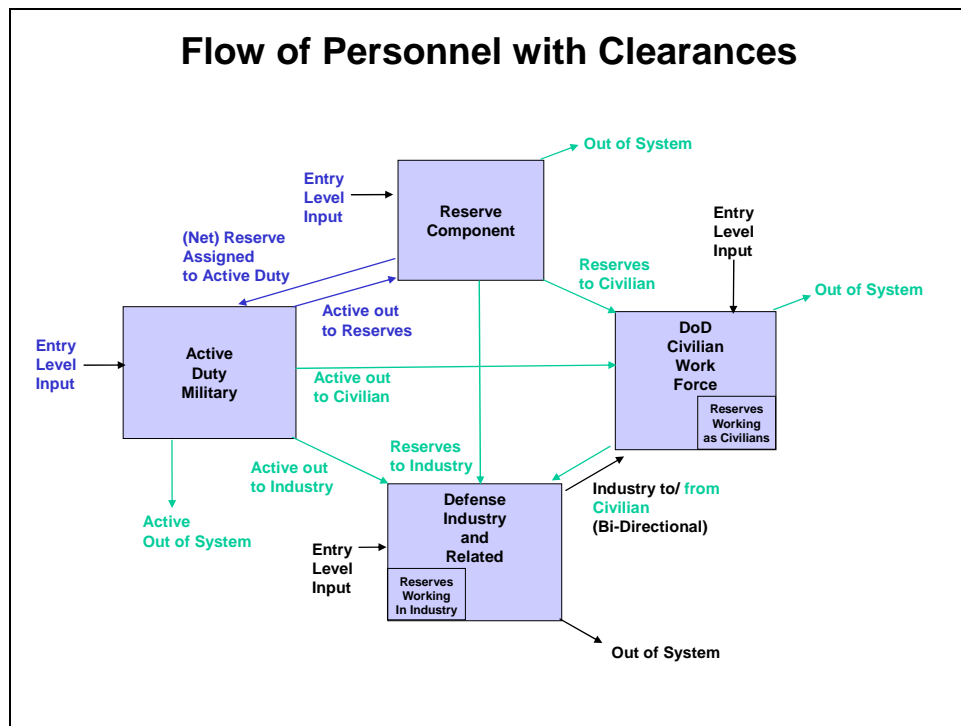 Flow of Personnel with Clearances
Out of System
Entry
Level
Input
Reserve
Component
(Net) Reserve
Assigned
to Active Duty
Entry
Level
Input
Reserves
to Civilian
Out of System
Active out
to Reserves
Entry
Level
Input
Active
Duty
Military
DoD
Civilian
Work
Force
Active out
to Civilian
Reserves
Working
as Civilians
Reserves
to Industry
Active out
to Industry
Industry to/ from
Civilian
(Bi-Directional)
Defense
Industry
and
Related
Active
Out of System
Entry
Level
Input
Reserves
Working
In Industry
Out of System